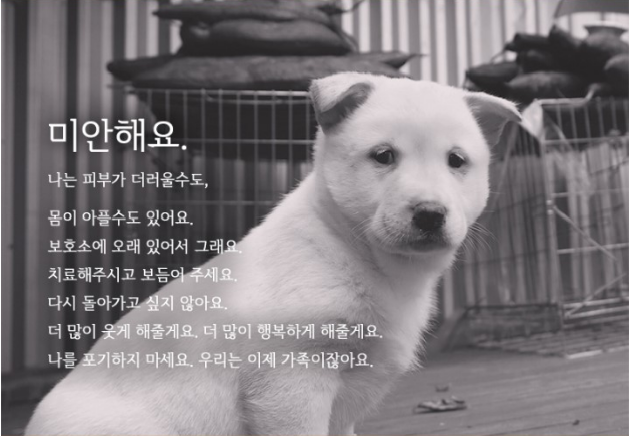 미안해요.
나는 피부가 더러울수도,
몸이 아플수도 있어요.
보호소에 오래 있어서 그래요.
치료해주시고 보듬어 주세요.
다시 돌아가고 싶지 않아요.
더 많이 웃게 해줄게요. 더 많이 행복하게 해줄게요.
나를 포기하지 마세요. 우리는 이제 가족이잖아요.